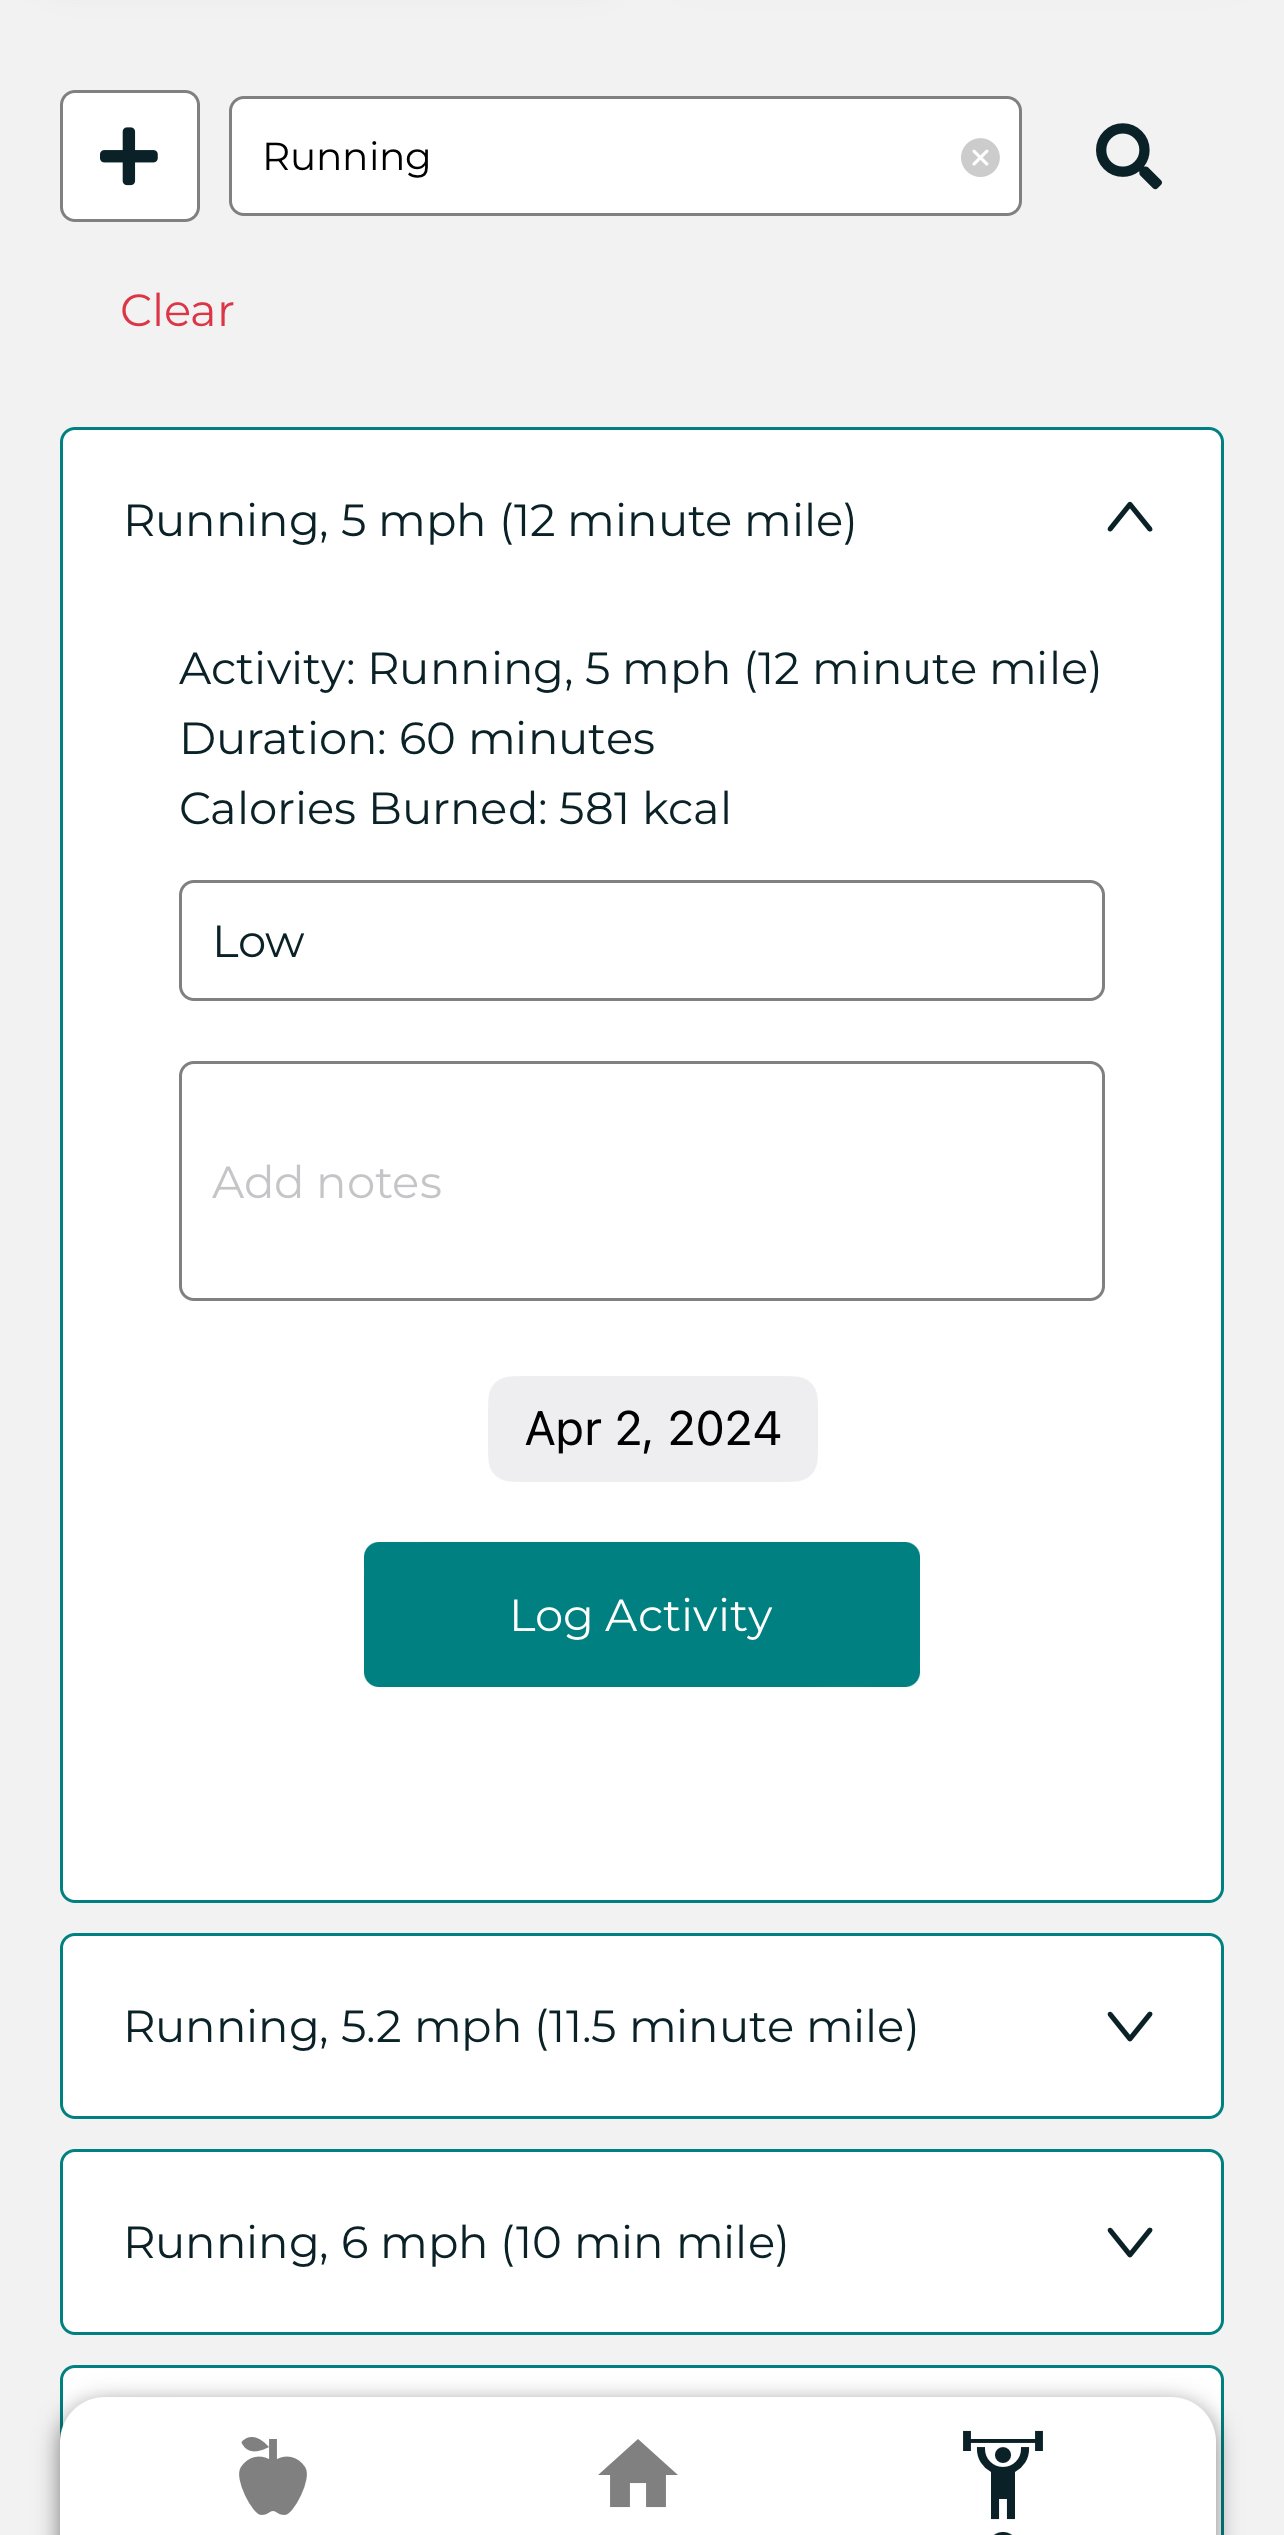 Running
Clear
Running, 5 mph (12 minute mile)
Activity: Running, 5 mph (12 minute mile)
Duration: 60 minutes
Calories Burned: 581 kcal
Low
Add notes
Apr 2, 2024
Log Activity
Running, 5.2 mph (11.5 minute mile)
Running, 6 mph (10 min mile)